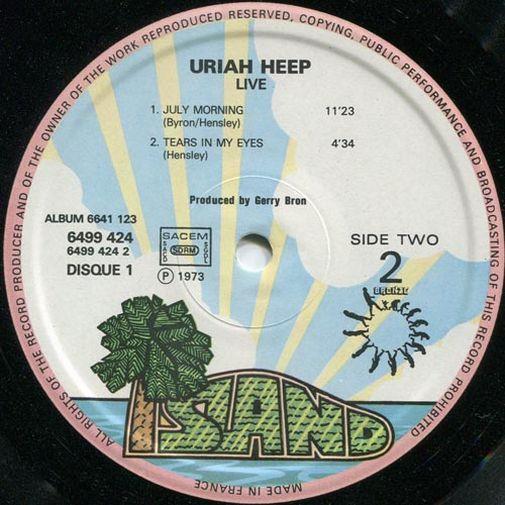 ALL RIGHTS OF THE RECORD PRODUCER AND OF THE OWNER OF THE WORK REPRODUCED RESERVED, COPYING, PUBLIC PERFORMANCE AND BROADCASTING OF THIS RECORD PROHIBITED
URIAH HEEP
LIVE
1. JULY MORNING 11'23
(Byron/Hensley)
2. TEARS IN MY EYES 4'34
(Hensley)
Produced by Gerry Bron
ALBUM 6641 123
6499 424
6499 424 2
DISQUE 1
SACEM
SACD SDRM SGDL
℗ 1973
SIDE TWO
2
BRONZE
ISLAND
MADE IN FRANCE